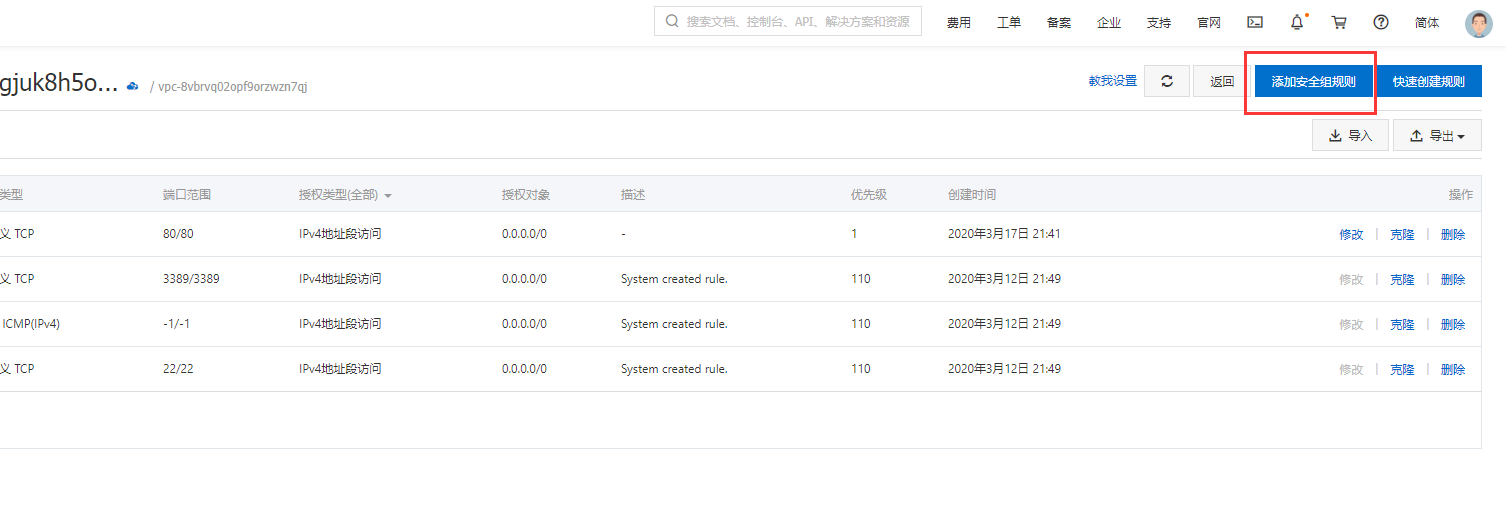 搜索文档、控制台、API、解决方案和资源 费用 工单 备案 企业 支持 官网 简体
gjuk8h5o... / vpc-8vbrvq02opf9orzwzn7qj 教我设置 返回 添加安全组规则 快速创建规则
导入 导出
类型 端口范围 授权类型(全部) 授权对象 描述 优先级 创建时间 操作
义 TCP 80/80 IPv4地址段访问 0.0.0.0/0 - 1 2020年3月17日 21:41 修改 | 克隆 | 删除
义 TCP 3389/3389 IPv4地址段访问 0.0.0.0/0 System created rule. 110 2020年3月12日 21:49 修改 | 克隆 | 删除
ICMP(IPv4) -1/-1 IPv4地址段访问 0.0.0.0/0 System created rule. 110 2020年3月12日 21:49 修改 | 克隆 | 删除
义 TCP 22/22 IPv4地址段访问 0.0.0.0/0 System created rule. 110 2020年3月12日 21:49 修改 | 克隆 | 删除